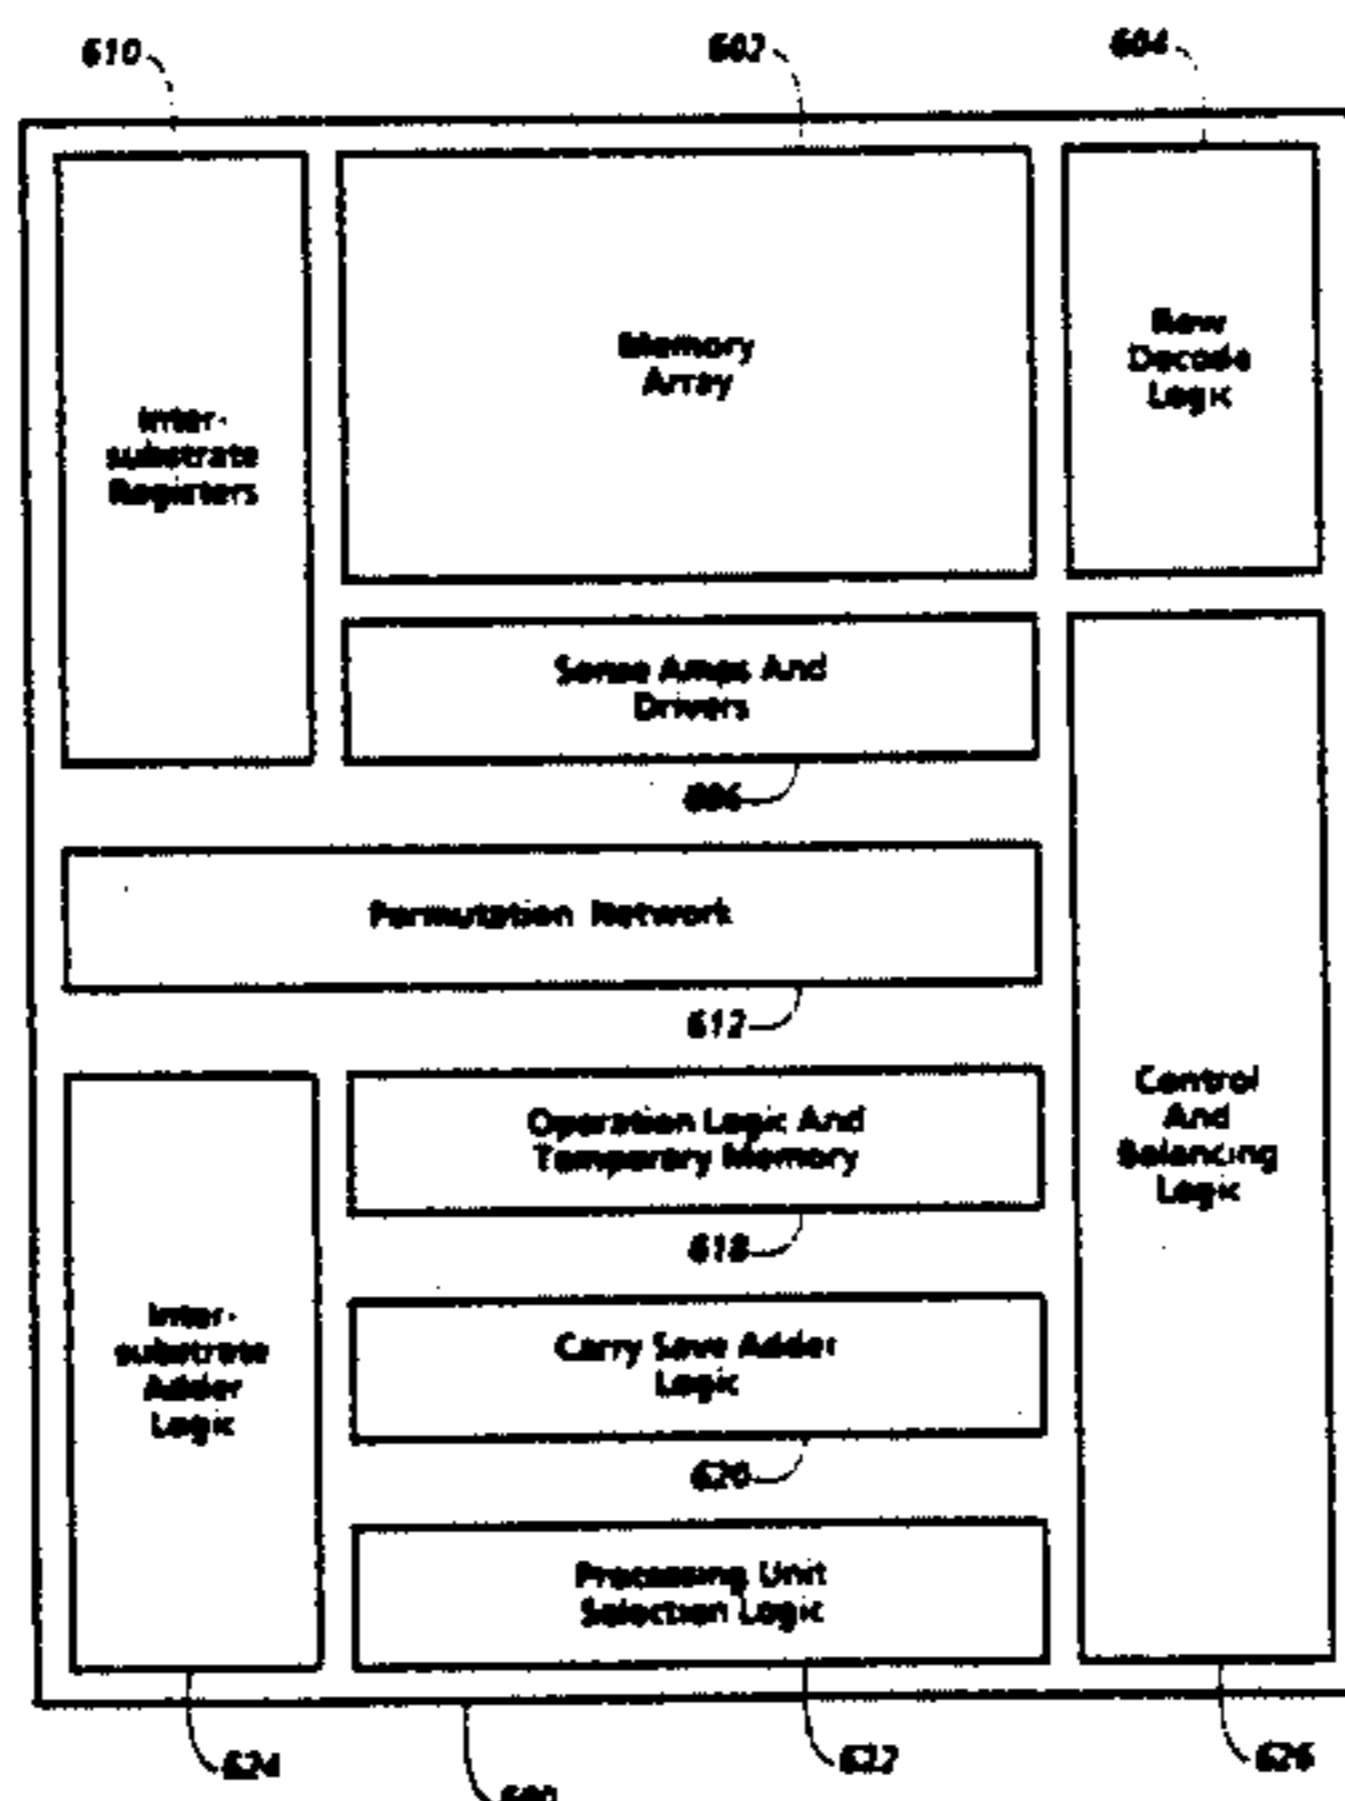 610
602
604
Memory
Array
Row
Decode
Logic
Inter-
substrate
Registers
Sense Amps And
Drivers
606
Permutation Network
612
Operation Logic And
Temporary Memory
618
Control
And
Balancing
Logic
Inter-
substrate
Adder
Logic
Carry Save Adder
Logic
620
Processing Unit
Selection Logic
624
622
626